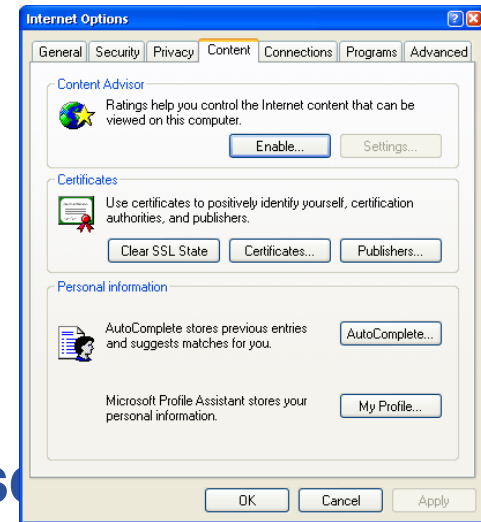 Internet Options
General Security Privacy Content Connections Programs Advanced
Content Advisor
Ratings help you control the Internet content that can be
viewed on this computer.
Enable... Settings...
Certificates
Use certificates to positively identify yourself, certification
authorities, and publishers.
Clear SSL State Certificates... Publishers...
Personal information
AutoComplete stores previous entries
and suggests matches for you.
AutoComplete...
Microsoft Profile Assistant stores your
personal information.
My Profile...
OK Cancel Apply